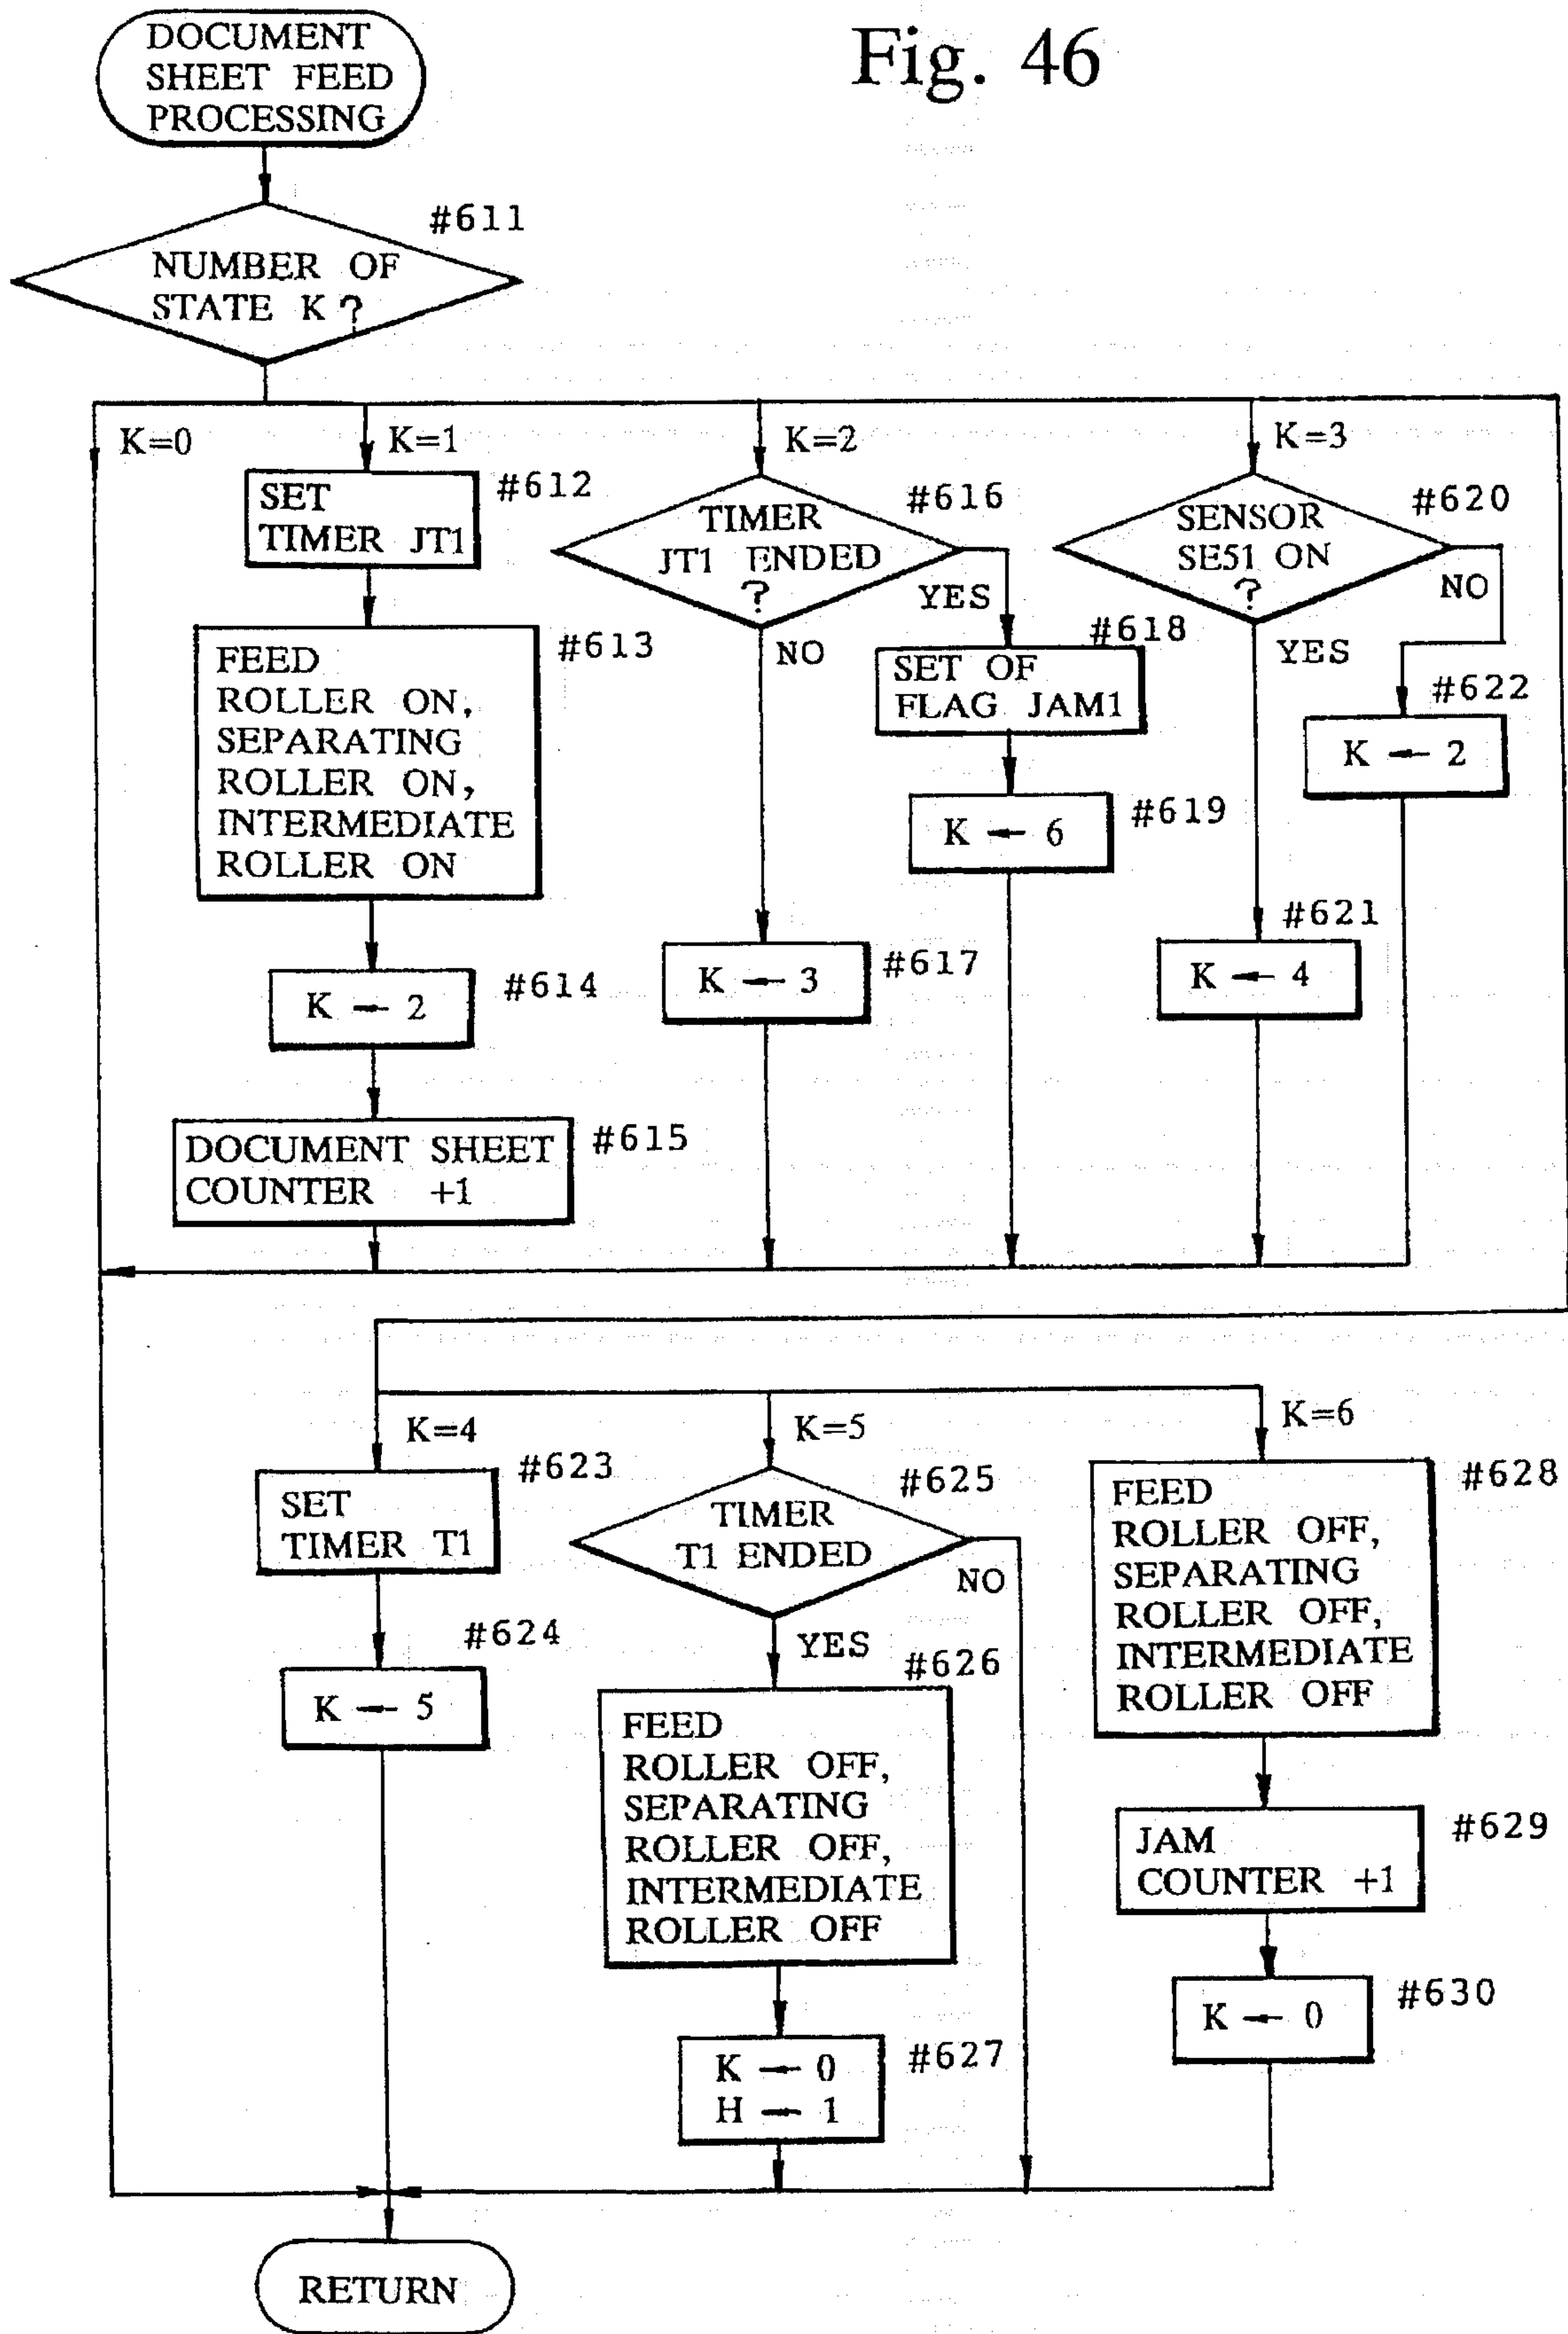 Fig. 46
DOCUMENT
SHEET FEED
PROCESSING
#611
NUMBER OF
STATE K ?
K=0
K=1
#612
SET
TIMER JT1
#613
FEED
ROLLER ON,
SEPARATING
ROLLER ON,
INTERMEDIATE
ROLLER ON
K ← 2
#614
DOCUMENT SHEET
COUNTER +1
#615
K=2
#616
TIMER
JT1 ENDED
?
YES
NO
#618
SET OF
FLAG JAM1
K ← 6
#619
K ← 3
#617
K=3
#620
SENSOR
SE51 ON
?
NO
YES
#622
K ← 2
#621
K ← 4
K=4
#623
SET
TIMER T1
#624
K ← 5
K=5
#625
TIMER
T1 ENDED
NO
YES
#626
FEED
ROLLER OFF,
SEPARATING
ROLLER OFF,
INTERMEDIATE
ROLLER OFF
K ← 0
H ← 1
#627
K=6
#628
FEED
ROLLER OFF,
SEPARATING
ROLLER OFF,
INTERMEDIATE
ROLLER OFF
JAM
COUNTER +1
#629
K ← 0
#630
RETURN